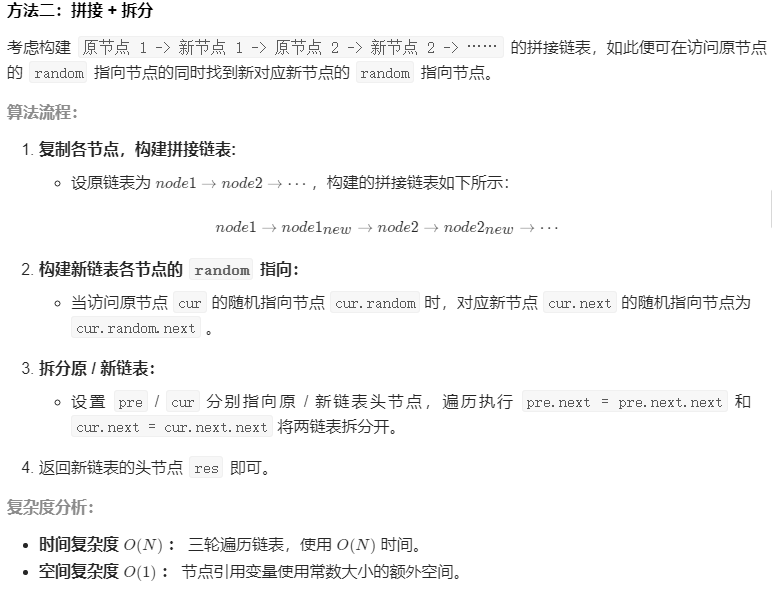 方法二：拼接 + 拆分
考虑构建 原节点 1 -> 新节点 1 -> 原节点 2 -> 新节点 2 -> …… 的拼接链表，如此便可在访问原节点
的 random 指向节点的同时找到新对应新节点的 random 指向节点。
算法流程：
1. 复制各节点，构建拼接链表:
设原链表为 node1 → node2 → ⋯ ，构建的拼接链表如下所示：
node1 → node1new → node2 → node2new → ⋯
2. 构建新链表各节点的 random 指向：
当访问原节点 cur 的随机指向节点 cur.random 时，对应新节点 cur.next 的随机指向节点为
cur.random.next 。
3. 拆分原 / 新链表：
设置 pre / cur 分别指向原 / 新链表头节点，遍历执行 pre.next = pre.next.next 和
cur.next = cur.next.next 将两链表拆分开。
4. 返回新链表的头节点 res 即可。
复杂度分析：
时间复杂度 O(N) ： 三轮遍历链表，使用 O(N) 时间。
空间复杂度 O(1) ： 节点引用变量使用常数大小的额外空间。